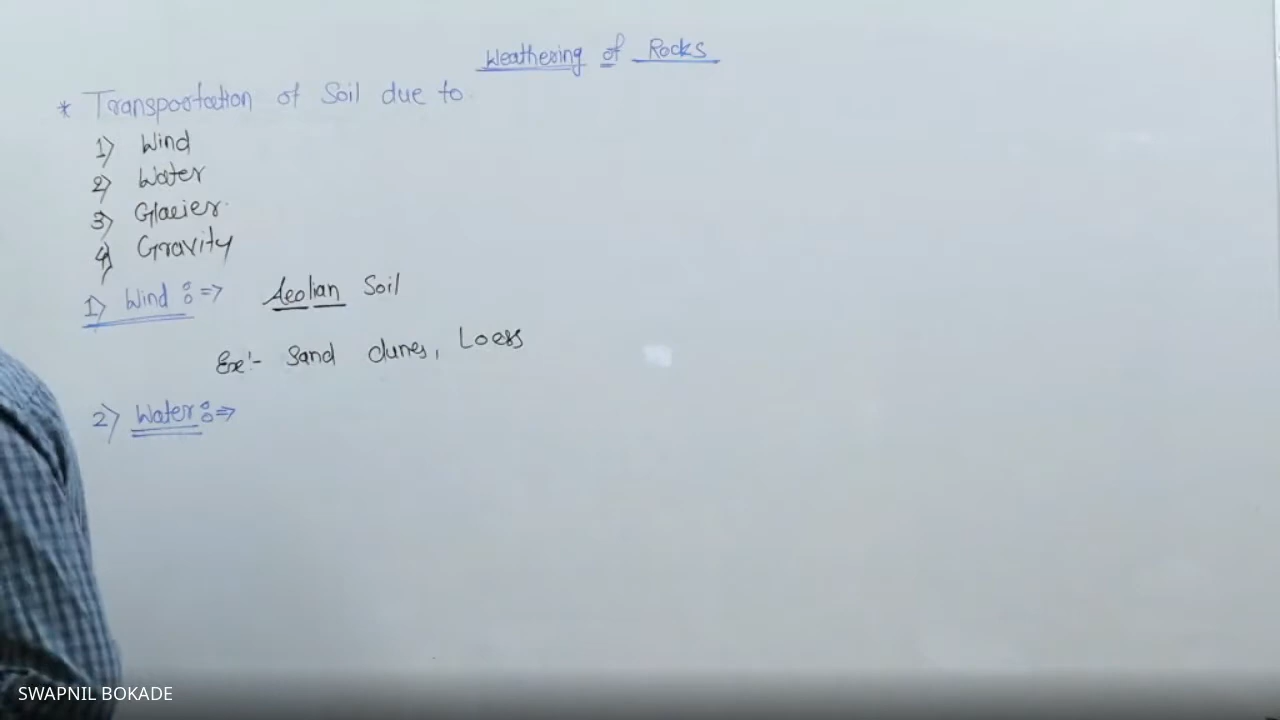 Weathering of Rocks
* Transportation of Soil due to
1) Wind
2) Water
3) Glacier
4) Gravity
1) Wind :⇒ Aeolian Soil
Exe:- Sand dunes, Loess
2) Water :⇒
SWAPNIL BOKADE